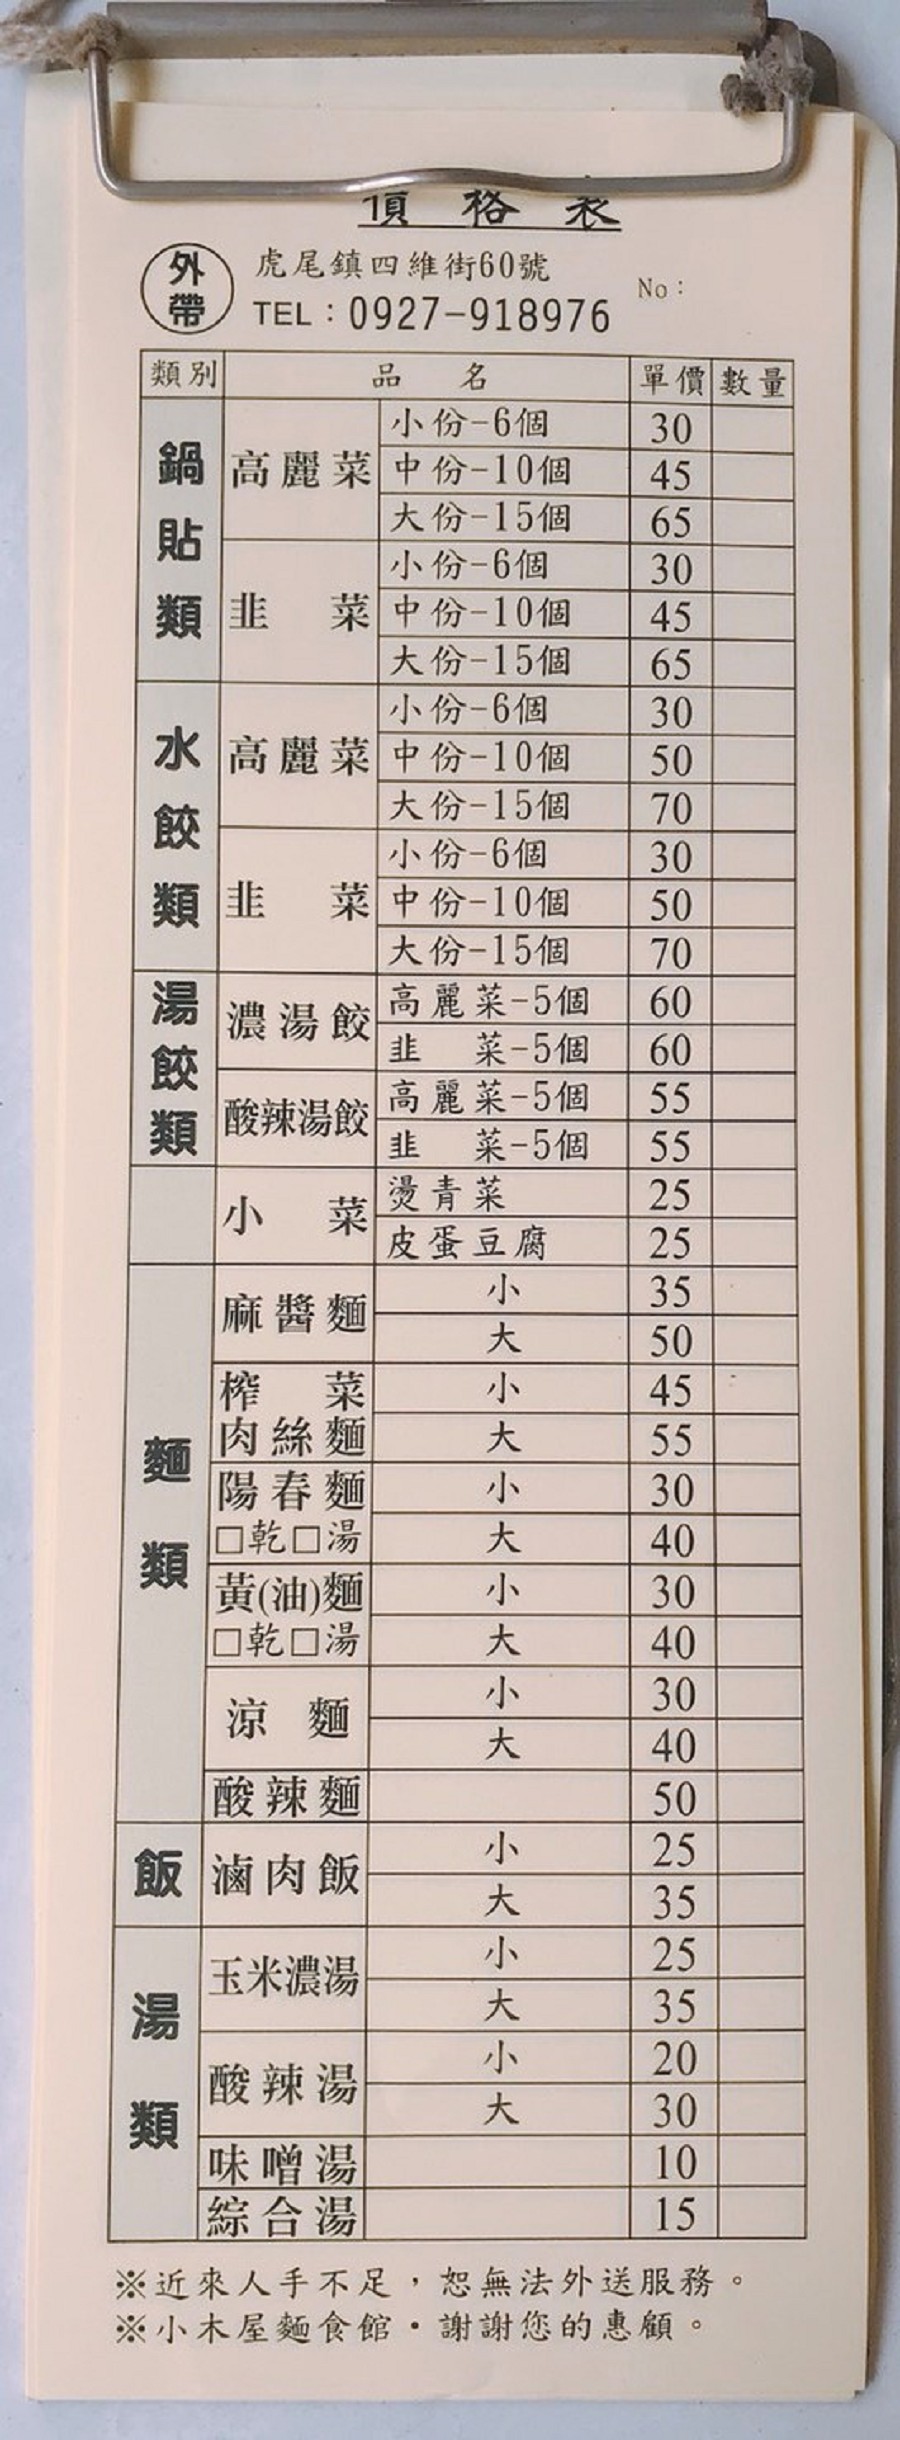 價格表
外帶
虎尾鎮四維街60號
TEL：0927-918976
No：
類別 品名 單價 數量
鍋貼類
高麗菜 小份-6個 30
中份-10個 45
大份-15個 65
韭菜 小份-6個 30
中份-10個 45
大份-15個 65
水餃類
高麗菜 小份-6個 30
中份-10個 50
大份-15個 70
韭菜 小份-6個 30
中份-10個 50
大份-15個 70
湯餃類
濃湯餃 高麗菜-5個 60
韭菜-5個 60
酸辣湯餃 高麗菜-5個 55
韭菜-5個 55
小菜 燙青菜 25
皮蛋豆腐 25
麵類
麻醬麵 小 35
大 50
榨菜 小 45
肉絲麵 大 55
陽春麵 小 30
□乾□湯 大 40
黃(油)麵 小 30
□乾□湯 大 40
涼麵 小 30
大 40
酸辣麵 50
飯
滷肉飯 小 25
大 35
湯類
玉米濃湯 小 25
大 35
酸辣湯 小 20
大 30
味噌湯 10
綜合湯 15
※近來人手不足，恕無法外送服務。
※小木屋麵食館•謝謝您的惠顧。